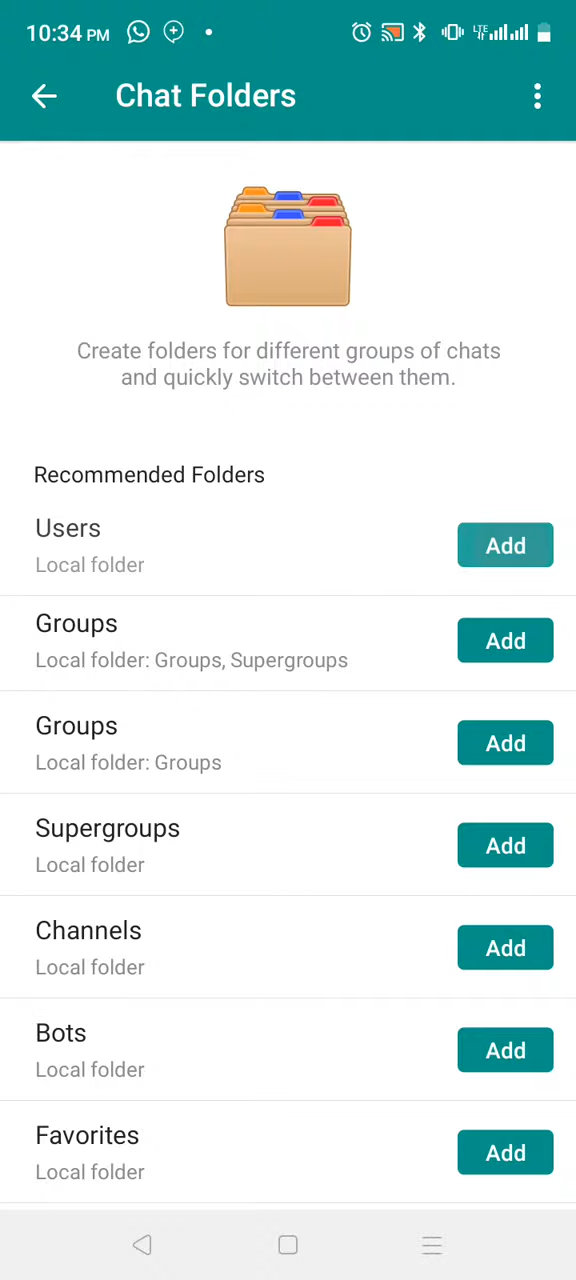 10:34 PM
LTE
Chat Folders
Create folders for different groups of chats
and quickly switch between them.
Recommended Folders
Users
Local folder
Add
Groups
Local folder: Groups, Supergroups
Add
Groups
Local folder: Groups
Add
Supergroups
Local folder
Add
Channels
Local folder
Add
Bots
Local folder
Add
Favorites
Local folder
Add